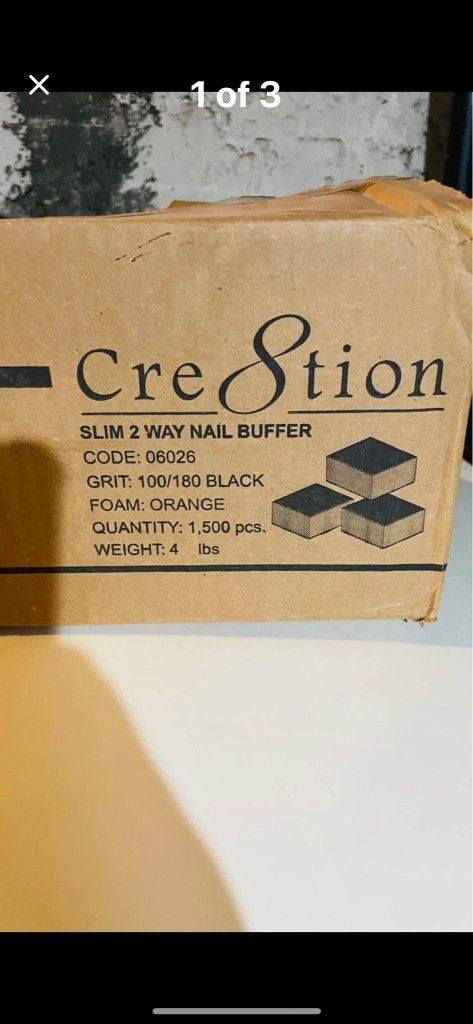 1 of 3
Cre8tion
SLIM 2 WAY NAIL BUFFER
CODE: 06026
GRIT: 100/180 BLACK
FOAM: ORANGE
QUANTITY: 1,500 pcs.
WEIGHT: 4 lbs